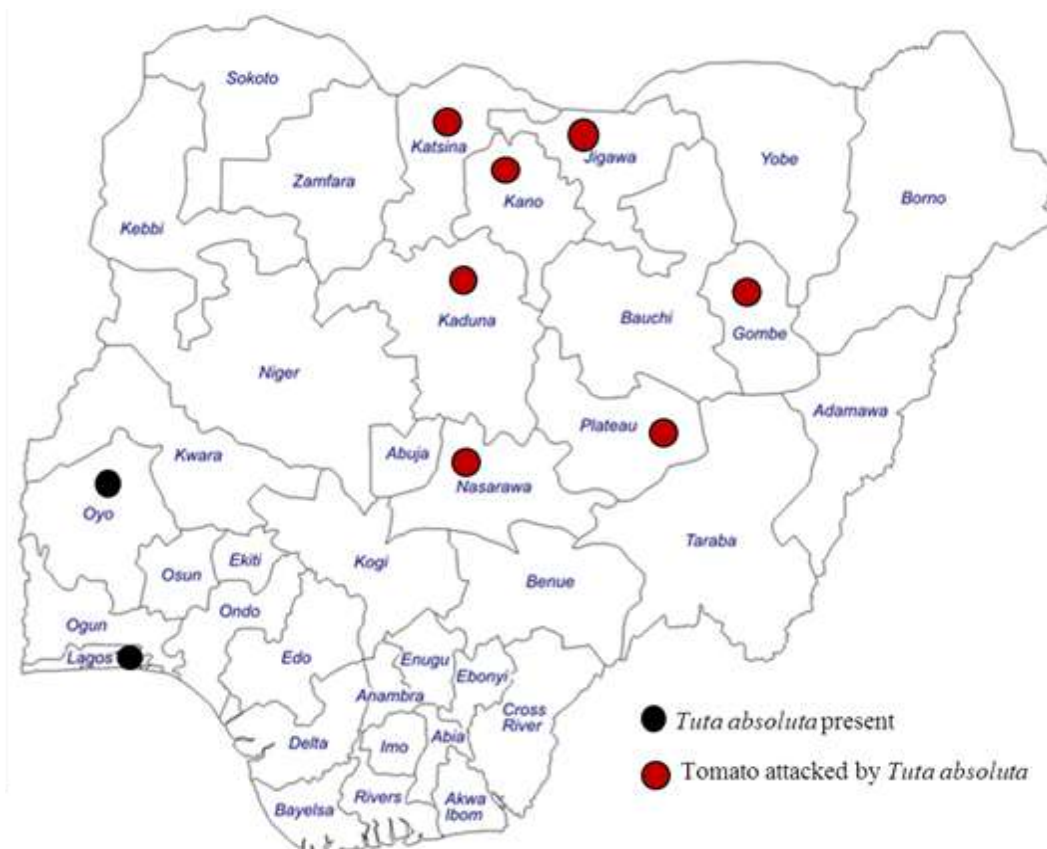 Sokoto
Katsina
Jigawa
Yobe
Zamfara
Kano
Borno
Kebbi
Kaduna
Bauchi
Gombe
Niger
Adamawa
Plateau
Kwara
Abuja
Nasarawa
Oyo
Taraba
Osun
Ekiti
Kogi
Benue
Ogun
Ondo
Lagos
Edo
Enugu
Ebonyi
Anambra
Cross
River
Delta
Imo
Abia
Bayelsa
Rivers
Akwa
Ibom
Tuta absoluta present
Tomato attacked by Tuta absoluta